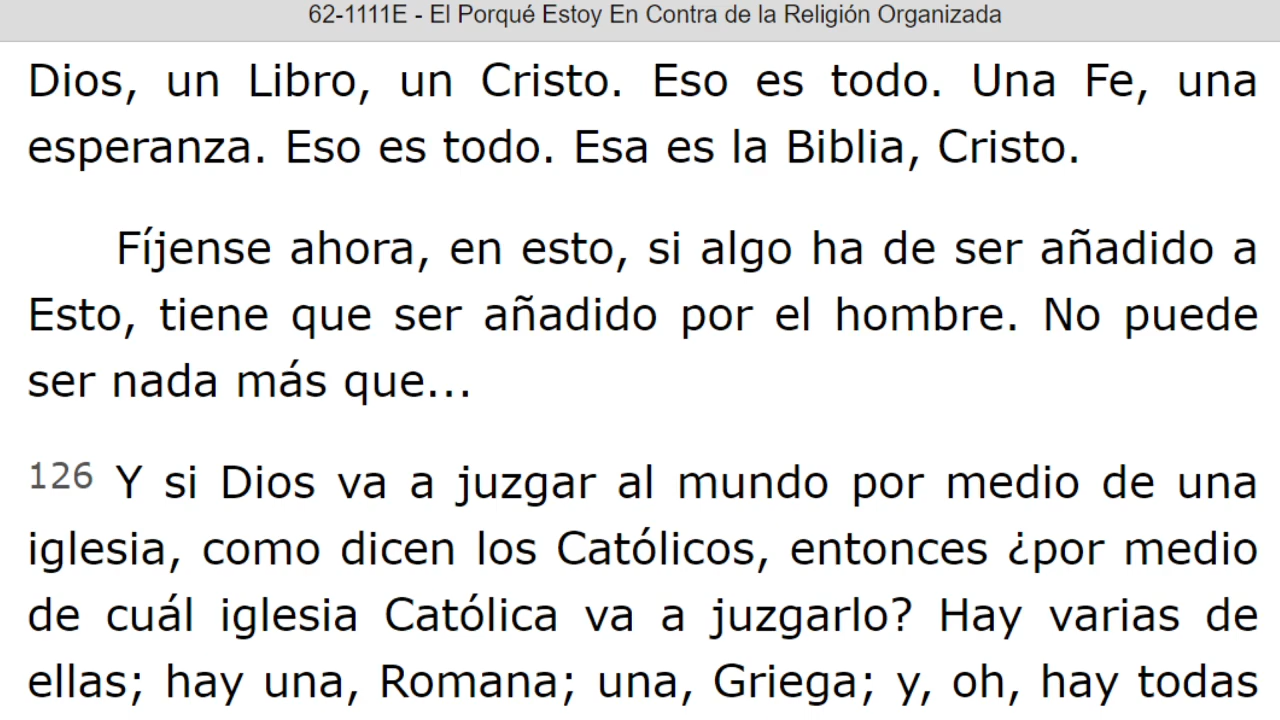 62-1111E - El Porqué Estoy En Contra de la Religión Organizada
Dios, un Libro, un Cristo. Eso es todo. Una Fe, una
esperanza. Eso es todo. Esa es la Biblia, Cristo.
Fíjense ahora, en esto, si algo ha de ser añadido a
Esto, tiene que ser añadido por el hombre. No puede
ser nada más que...
126 Y si Dios va a juzgar al mundo por medio de una
iglesia, como dicen los Católicos, entonces ¿por medio
de cuál iglesia Católica va a juzgarlo? Hay varias de
ellas; hay una, Romana; una, Griega; y, oh, hay todas